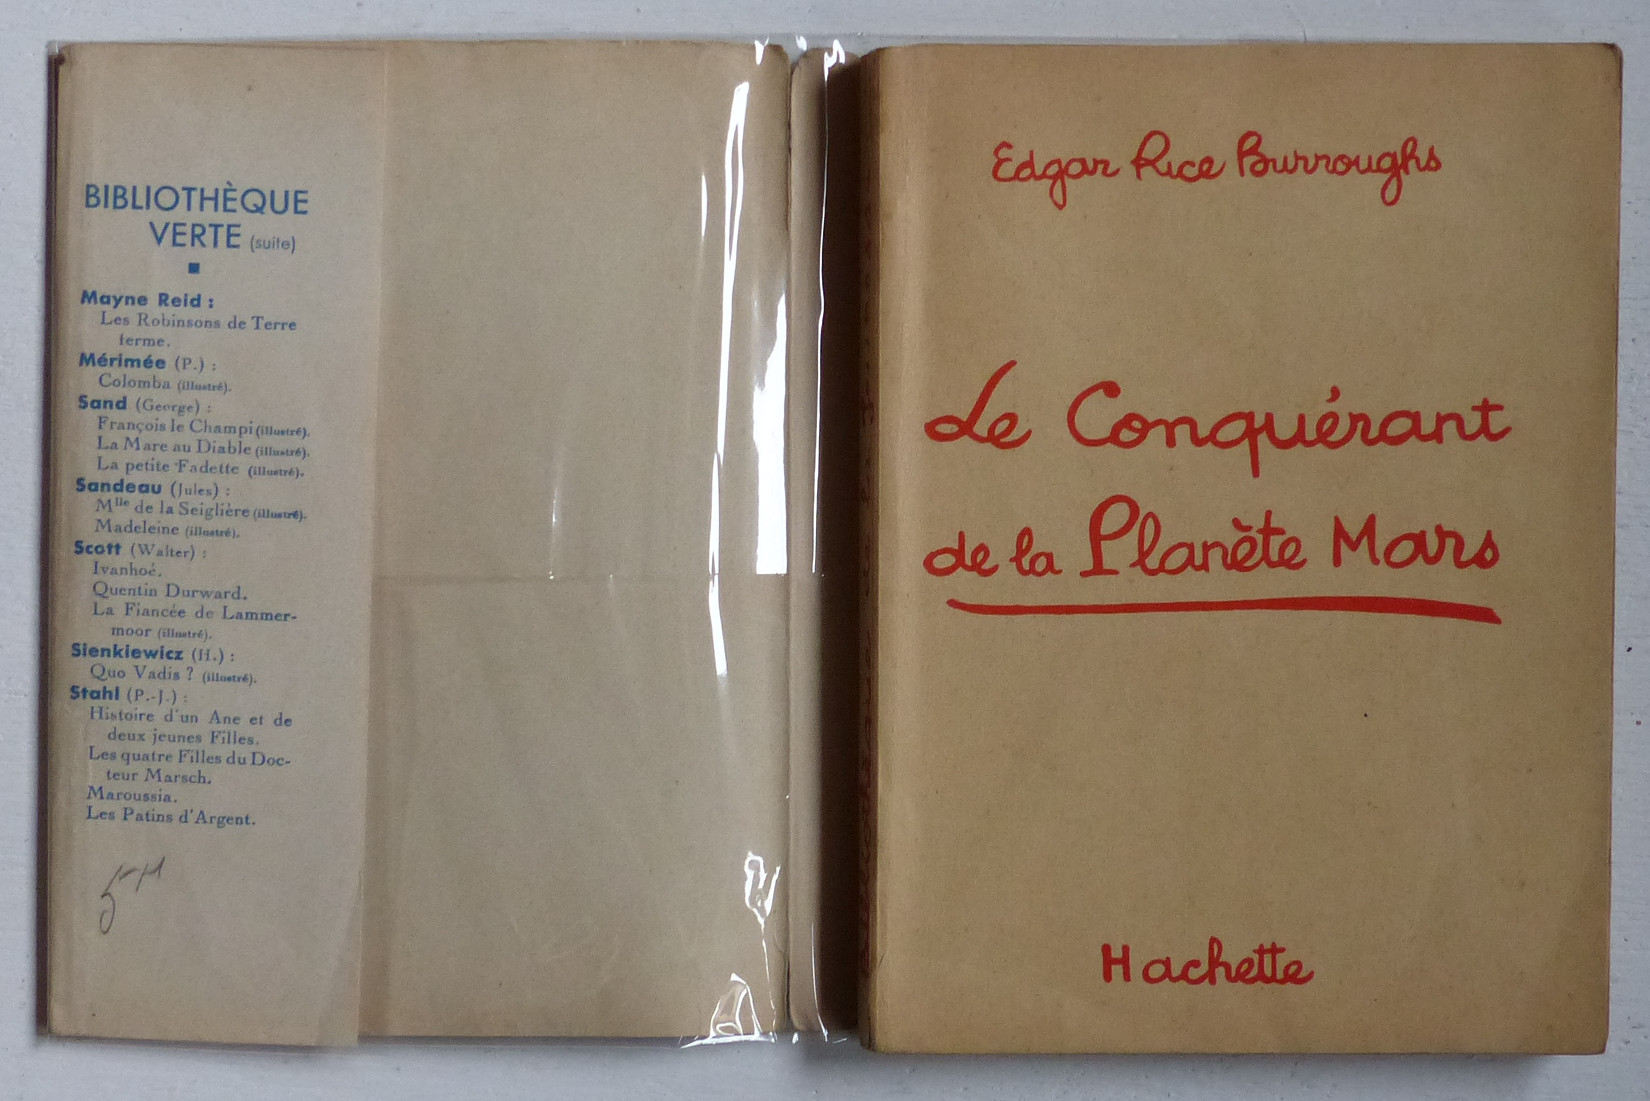 BIBLIOTHÈQUE
VERTE (suite)
Mayne Reid :
Les Robinsons de Terre
ferme.
Mérimée (P.) :
Colomba (illustré).
Sand (George) :
François le Champi (illustré).
La Mare au Diable (illustré).
La petite Fadette (illustré).
Sandeau (Jules) :
Mlle de la Seiglière (illustré).
Madeleine (illustré).
Scott (Walter) :
Ivanhoé.
Quentin Durward.
La Fiancée de Lammer-
moor (illustré).
Sienkiewicz (H.) :
Quo Vadis ? (illustré).
Stahl (P.-J.) :
Histoire d'un Ane et de
deux jeunes Filles.
Les quatre Filles du Doc-
teur Marsch.
Maroussia.
Les Patins d'Argent.
Edgar Rice Burroughs
Le Conquérant
de la Planète Mars
Hachette